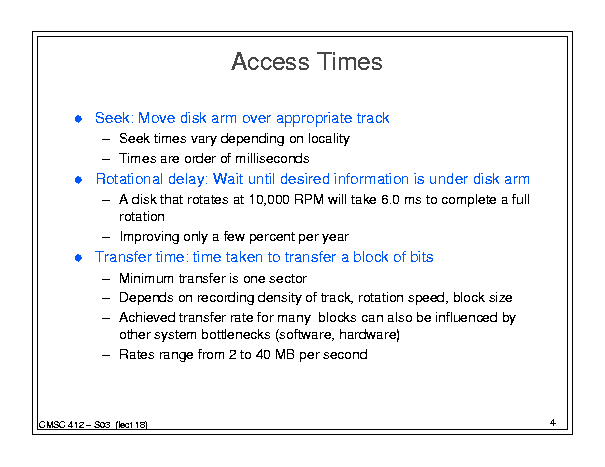 Access Times
● Seek: Move disk arm over appropriate track
– Seek times vary depending on locality
– Times are order of milliseconds
● Rotational delay: Wait until desired information is under disk arm
– A disk that rotates at 10,000 RPM will take 6.0 ms to complete a full
rotation
– Improving only a few percent per year
● Transfer time: time taken to transfer a block of bits
– Minimum transfer is one sector
– Depends on recording density of track, rotation speed, block size
– Achieved transfer rate for many blocks can also be influenced by
other system bottlenecks (software, hardware)
– Rates range from 2 to 40 MB per second
CMSC 412 – S03 (lect 18)
4